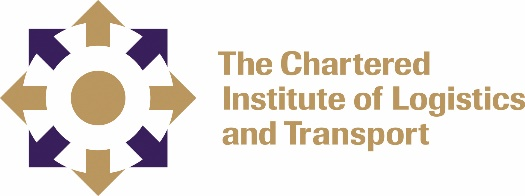 The Chartered
Institute of Logistics
and Transport